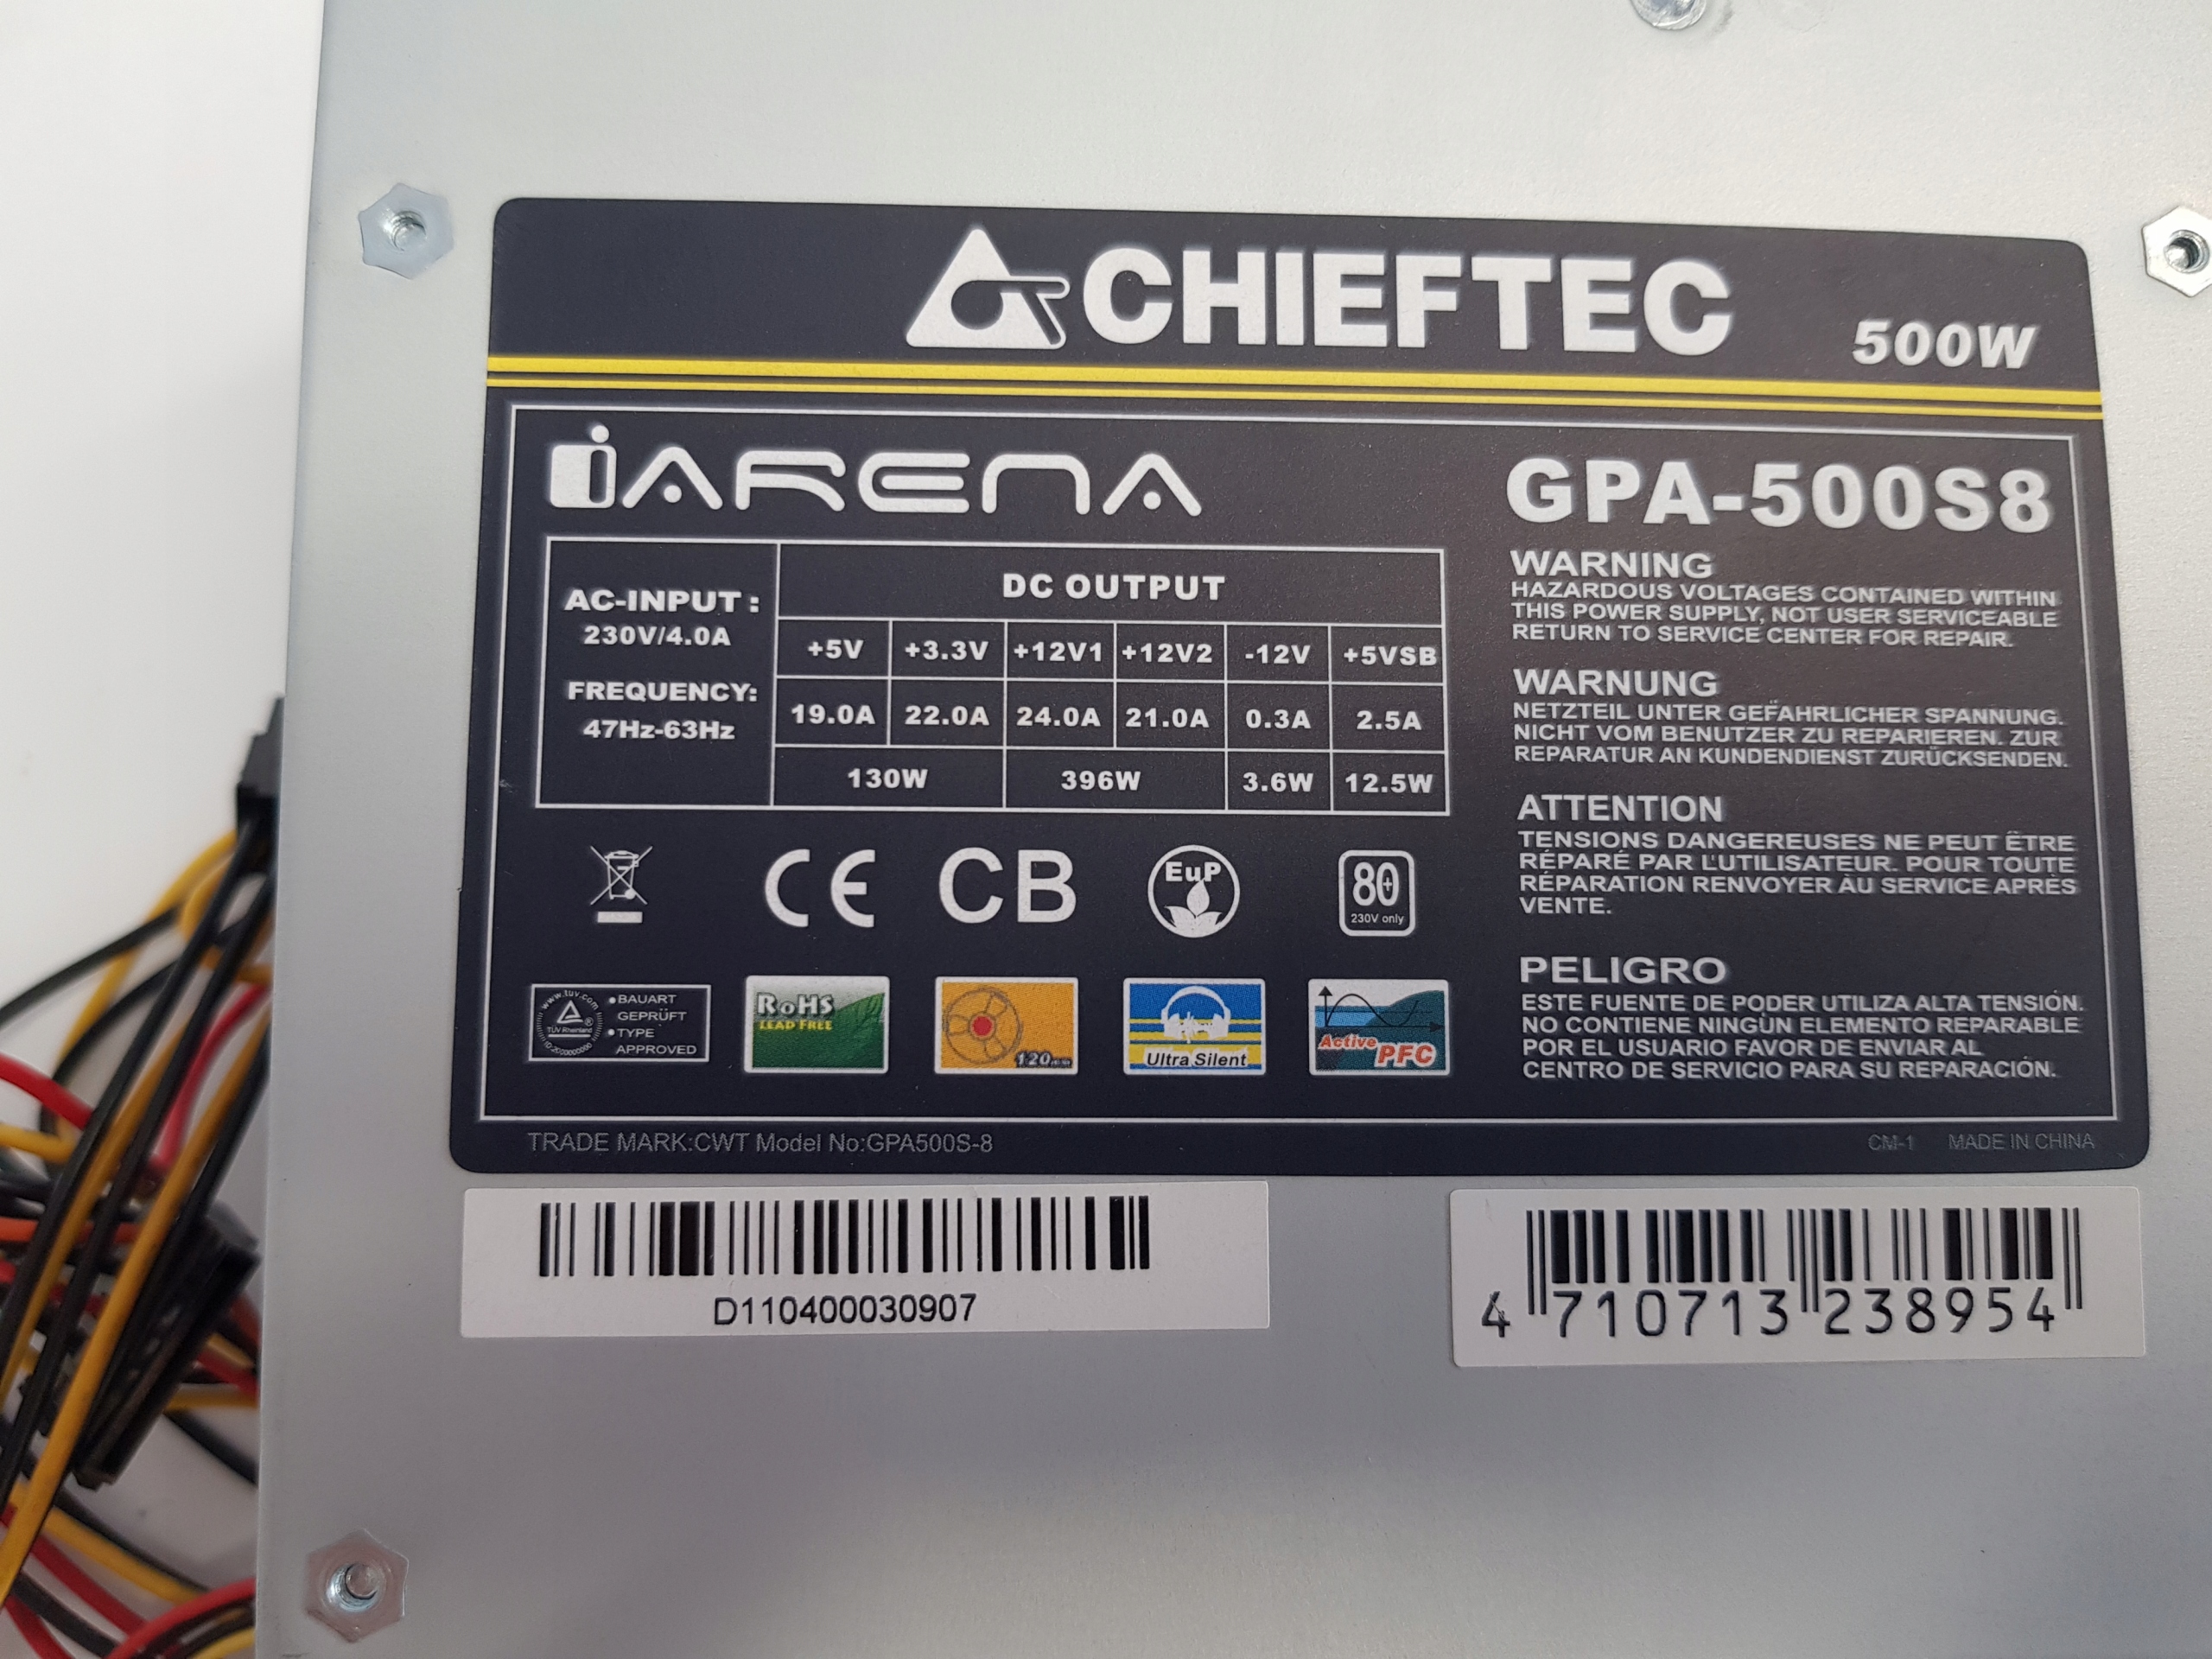 CHIEFTEC
500W
iARENA
GPA-500S8
AC-INPUT :
230V/4.0A
FREQUENCY:
47Hz-63Hz
DC OUTPUT
+5V +3.3V +12V1 +12V2 -12V +5VSB
19.0A 22.0A 24.0A 21.0A 0.3A 2.5A
130W 396W 3.6W 12.5W
WARNING
HAZARDOUS VOLTAGES CONTAINED WITHIN
THIS POWER SUPPLY, NOT USER SERVICEABLE
RETURN TO SERVICE CENTER FOR REPAIR.
WARNUNG
NETZTEIL UNTER GEFÄHRLICHER SPANNUNG.
NICHT VOM BENUTZER ZU REPARIEREN. ZUR
REPARATUR AN KUNDENDIENST ZURÜCKSENDEN.
ATTENTION
TENSIONS DANGEREUSES NE PEUT ËTRE
RÉPARÉ PAR L'UTILISATEUR. POUR TOUTE
RÉPARATION RENVOYER AU SERVICE APRÈS
VENTE.
PELIGRO
ESTE FUENTE DE PODER UTILIZA ALTA TENSIÓN.
NO CONTIENE NINGÚN ELEMENTO REPARABLE
POR EL USUARIO FAVOR DE ENVIAR AL
CENTRO DE SERVICIO PARA SU REPARACIÓN.
CE
CB
EuP
80+
230V only
www.tuv.com
TÜV Rheinland
BAUART
GEPRÜFT
TYPE
APPROVED
RoHS
LEAD FREE
120mm
Ultra Silent
Active
PFC
TRADE MARK:CWT Model No:GPA500S-8
CM-1 MADE IN CHINA
D110400030907
4 710713 238954